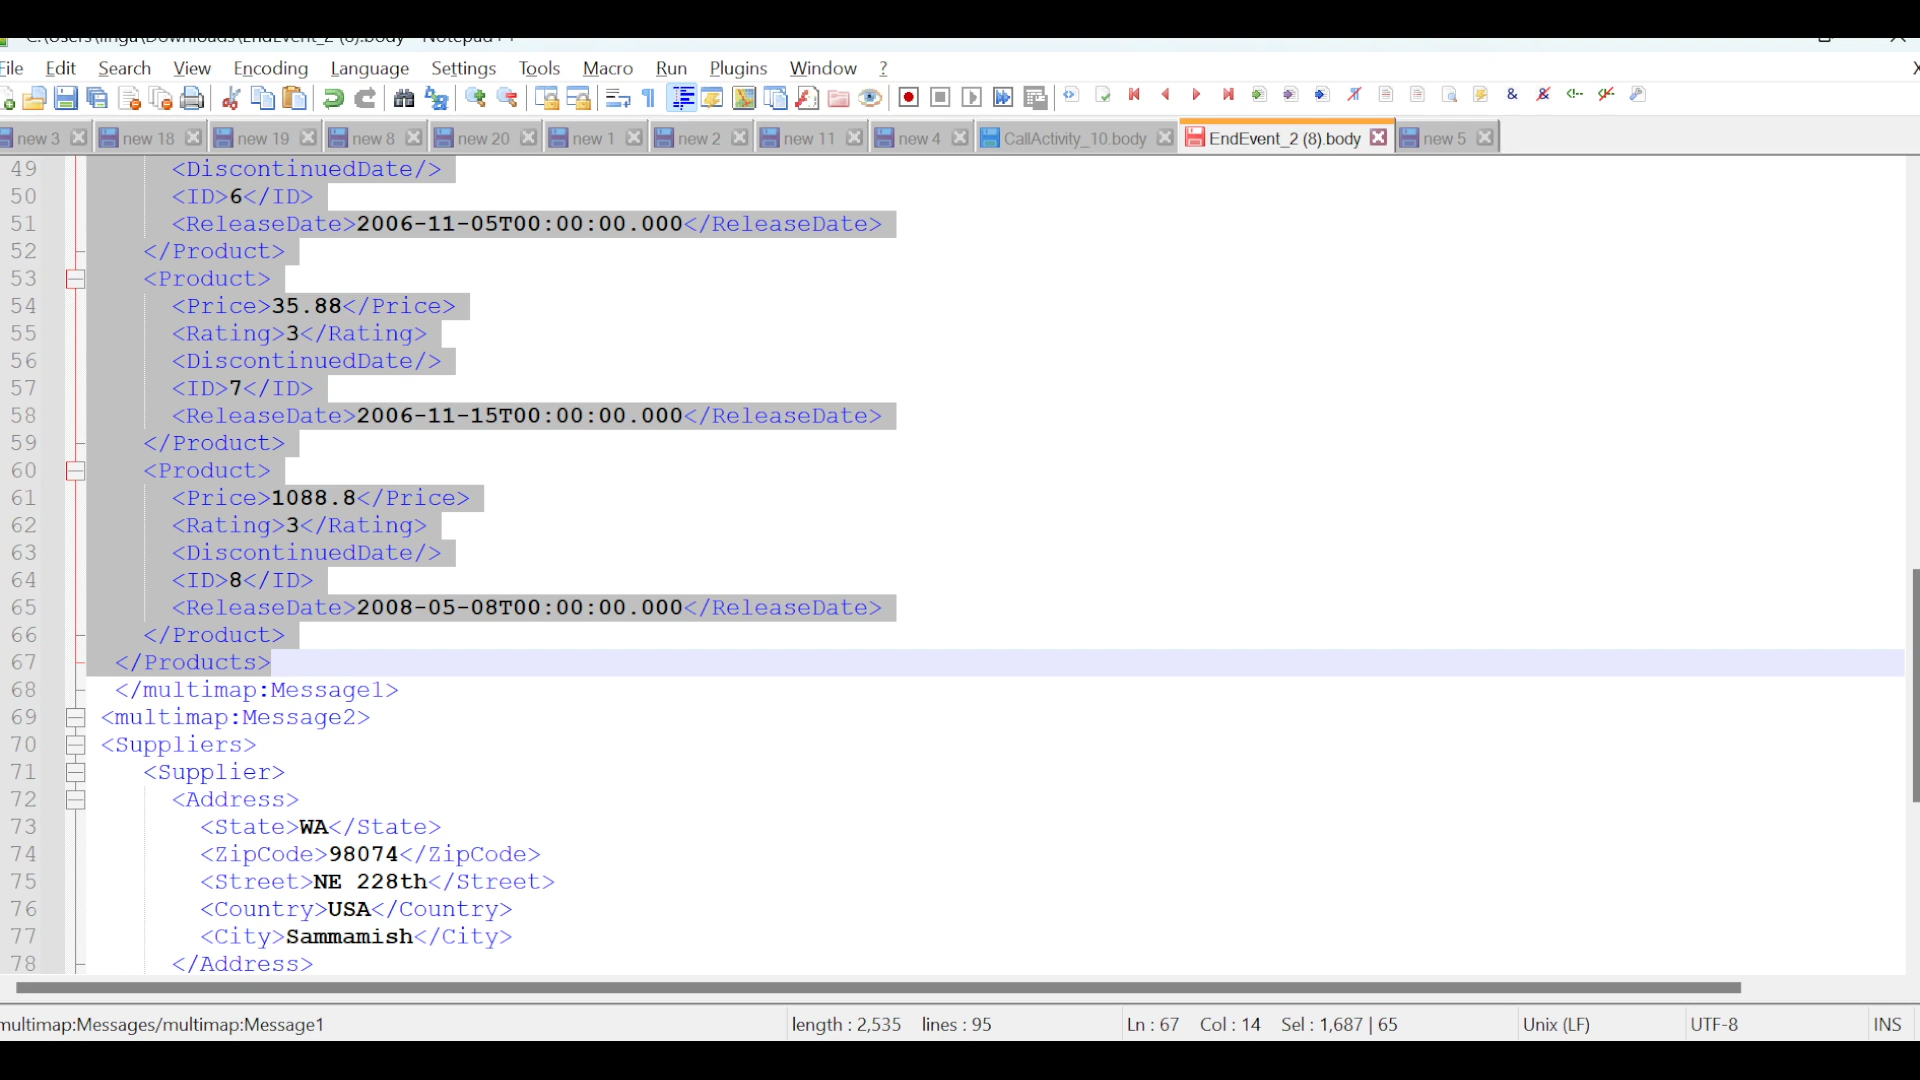 C:\Users\lingu\Downloads\EndEvent_2 (8).body - Notepad++
File Edit Search View Encoding Language Settings Tools Macro Run Plugins Window ?
new 3 new 18 new 19 new 8 new 20 new 1 new 2 new 11 new 4 CallActivity_10.body EndEvent_2 (8).body new 5
49 <DiscontinuedDate/>
50 <ID>6</ID>
51 <ReleaseDate>2006-11-05T00:00:00.000</ReleaseDate>
52 </Product>
53 <Product>
54 <Price>35.88</Price>
55 <Rating>3</Rating>
56 <DiscontinuedDate/>
57 <ID>7</ID>
58 <ReleaseDate>2006-11-15T00:00:00.000</ReleaseDate>
59 </Product>
60 <Product>
61 <Price>1088.8</Price>
62 <Rating>3</Rating>
63 <DiscontinuedDate/>
64 <ID>8</ID>
65 <ReleaseDate>2008-05-08T00:00:00.000</ReleaseDate>
66 </Product>
67 </Products>
68 </multimap:Message1>
69 <multimap:Message2>
70 <Suppliers>
71 <Supplier>
72 <Address>
73 <State>WA</State>
74 <ZipCode>98074</ZipCode>
75 <Street>NE 228th</Street>
76 <Country>USA</Country>
77 <City>Sammamish</City>
78 </Address>
multimap:Messages/multimap:Message1 length : 2,535 lines : 95 Ln : 67 Col : 14 Sel : 1,687 | 65 Unix (LF) UTF-8 INS